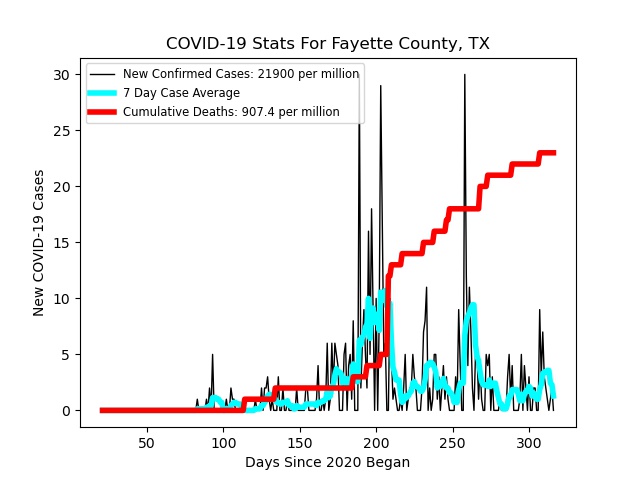 COVID-19 Stats For Fayette County, TX
New Confirmed Cases: 21900 per million
7 Day Case Average
Cumulative Deaths: 907.4 per million
New COVID-19 Cases
30
25
20
15
10
5
0
50 100 150 200 250 300
Days Since 2020 Began